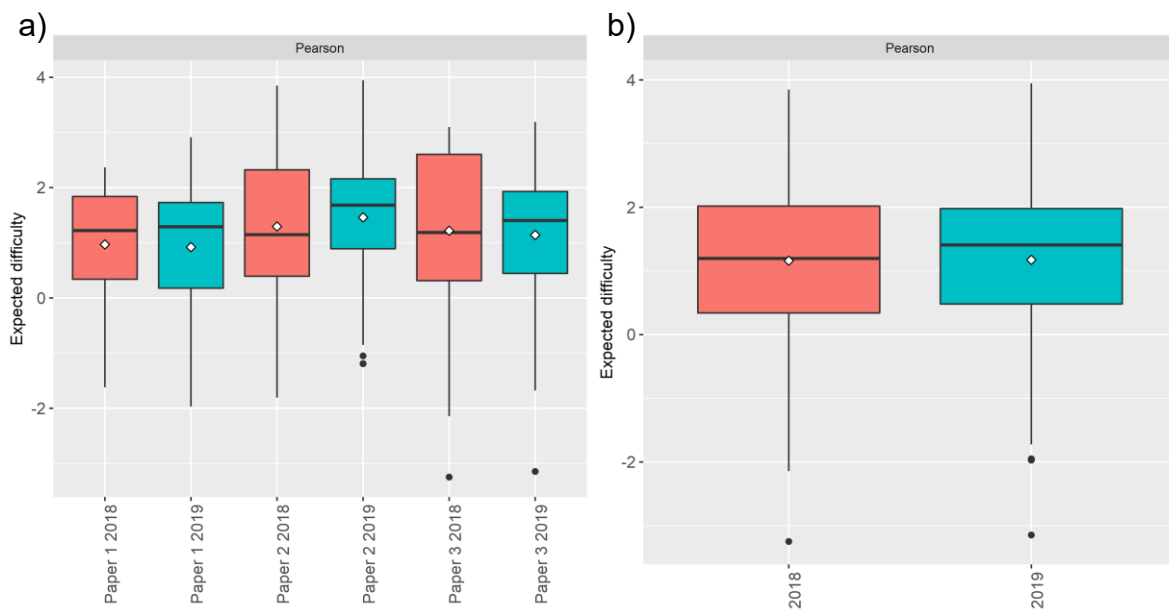 a)
Pearson
Expected difficulty
4
2
0
-2
Paper 1 2018
Paper 1 2019
Paper 2 2018
Paper 2 2019
Paper 3 2018
Paper 3 2019
b)
Pearson
Expected difficulty
4
2
0
-2
2018
2019